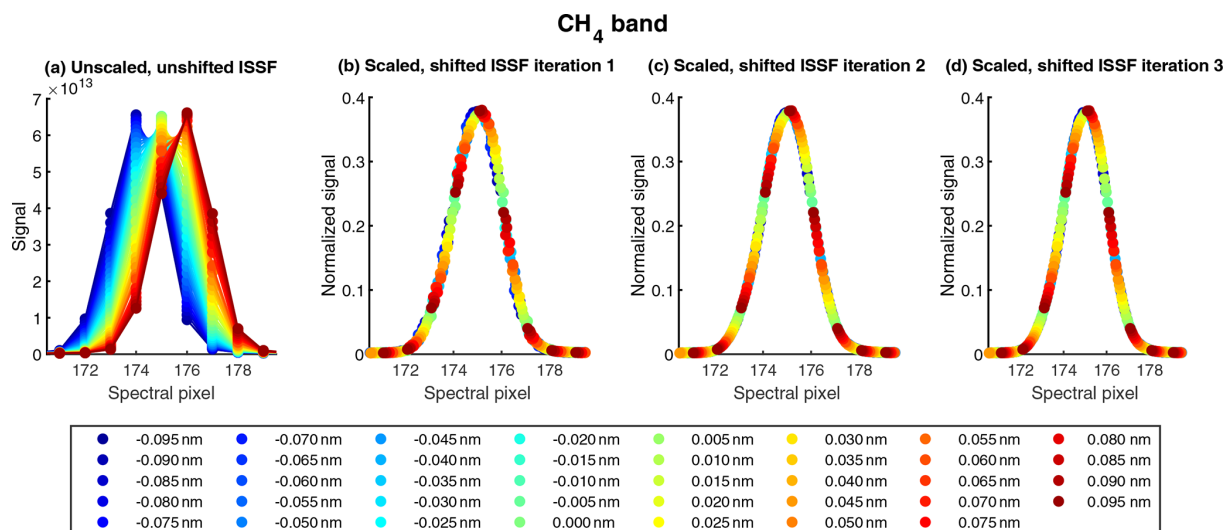 CH4 band
(a) Unscaled, unshifted ISSF
(b) Scaled, shifted ISSF iteration 1
(c) Scaled, shifted ISSF iteration 2
(d) Scaled, shifted ISSF iteration 3
×10^13
7
6
5
4
3
2
1
0
Signal
172 174 176 178
Spectral pixel
0.4
0.3
0.2
0.1
0
Normalized signal
172 174 176 178
Spectral pixel
0.4
0.3
0.2
0.1
0
Normalized signal
172 174 176 178
Spectral pixel
0.4
0.3
0.2
0.1
0
Normalized signal
172 174 176 178
Spectral pixel
-0.095 nm -0.070 nm -0.045 nm -0.020 nm 0.005 nm 0.030 nm 0.055 nm 0.080 nm
-0.090 nm -0.065 nm -0.040 nm -0.015 nm 0.010 nm 0.035 nm 0.060 nm 0.085 nm
-0.085 nm -0.060 nm -0.035 nm -0.010 nm 0.015 nm 0.040 nm 0.065 nm 0.090 nm
-0.080 nm -0.055 nm -0.030 nm -0.005 nm 0.020 nm 0.045 nm 0.070 nm 0.095 nm
-0.075 nm -0.050 nm -0.025 nm 0.000 nm 0.025 nm 0.050 nm 0.075 nm